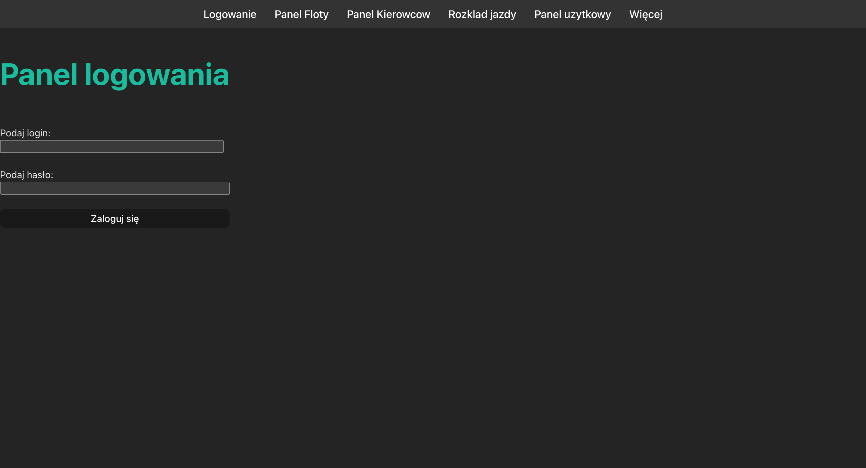 Logowanie Panel Floty Panel Kierowcow Rozklad jazdy Panel uzytkowy Więcej
Panel logowania
Podaj login:
Podaj hasło:
Zaloguj się